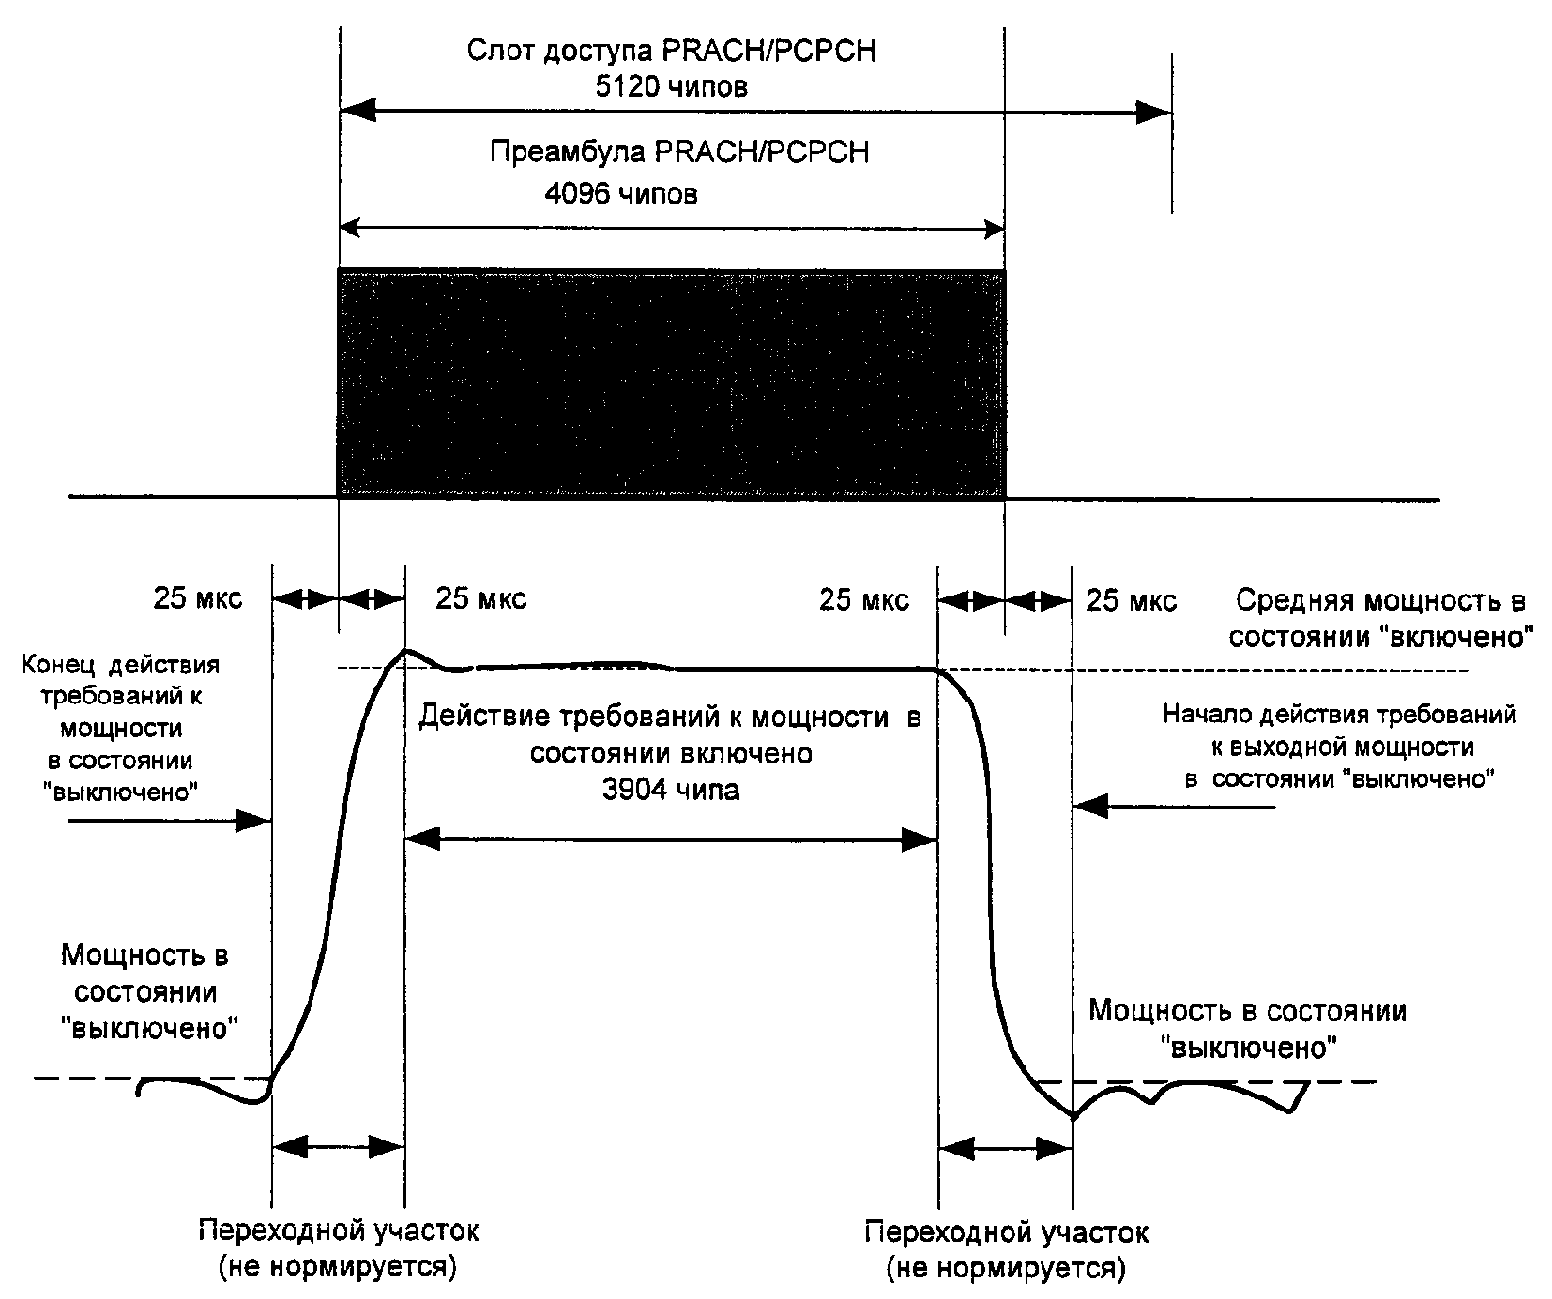 Слот доступа PRACH/PCPCH
5120 чипов
Преамбула PRACH/PCPCH
4096 чипов
25 мкс
25 мкс
25 мкс
25 мкс
Средняя мощность в
состоянии "включено"
Конец действия
требований к
мощности
в состоянии
"выключено"
Действие требований к мощности в
состоянии включено
3904 чипа
Начало действия требований
к выходной мощности
в состоянии "выключено"
Мощность в
состоянии
"выключено"
Мощность в состоянии
"выключено"
Переходной участок
(не нормируется)
Переходной участок
(не нормируется)